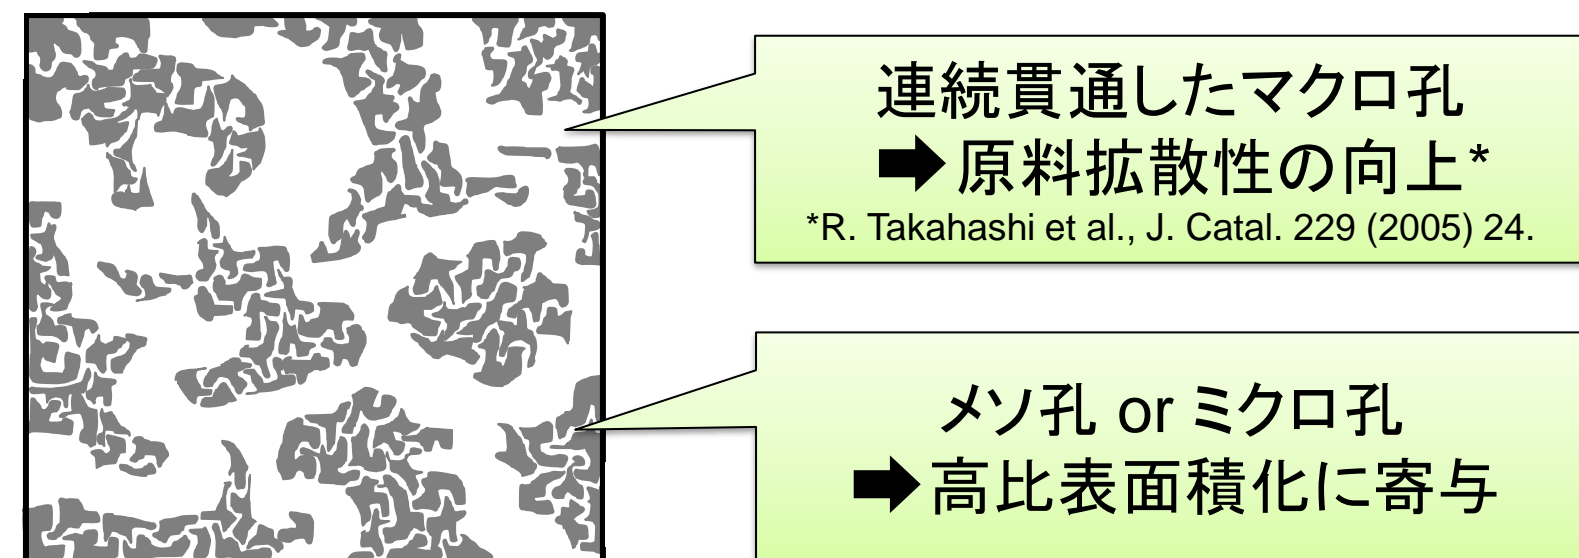 連続貫通したマクロ孔
➡原料拡散性の向上*
*R. Takahashi et al., J. Catal. 229 (2005) 24.
メソ孔 or ミクロ孔
➡高比表面積化に寄与